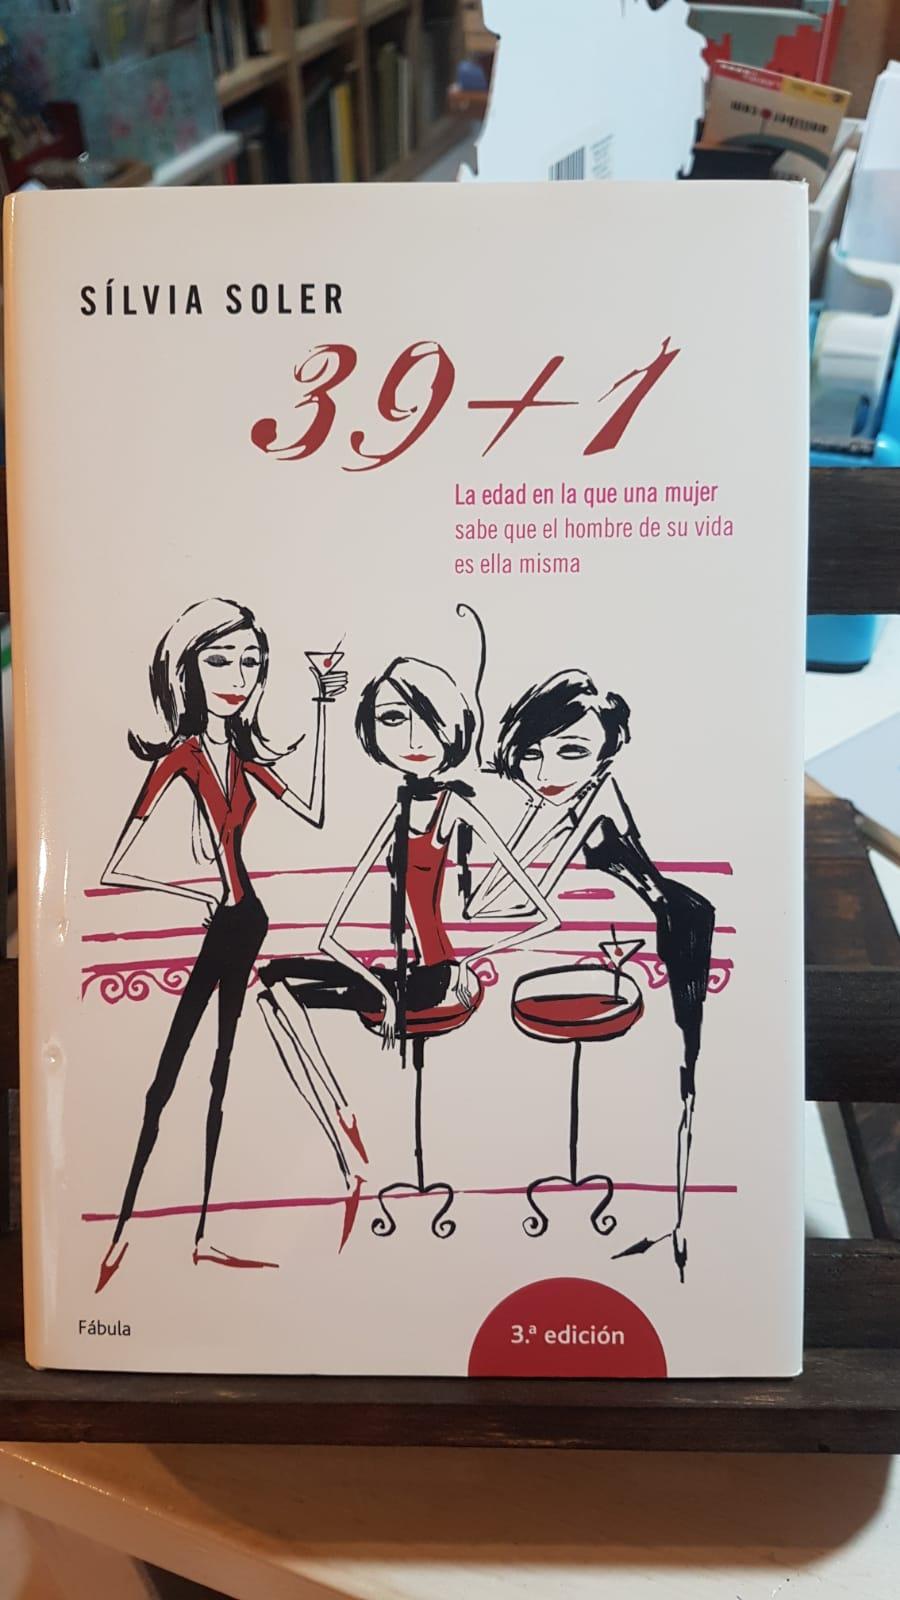 SÍLVIA SOLER
39+1
La edad en la que una mujer
sabe que el hombre de su vida
es ella misma
Fábula
3.ª edición